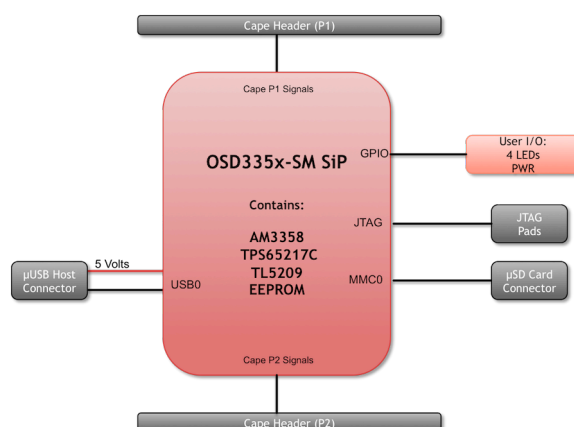 Cape Header (P1)
Cape P1 Signals
OSD335x-SM SiP
GPIO
User I/O:
4 LEDs
PWR
Contains:
AM3358
TPS65217C
TL5209
EEPROM
JTAG
JTAG
Pads
5 Volts
µUSB Host
Connector
USB0
MMC0
µSD Card
Connector
Cape P2 Signals
Cape Header (P2)